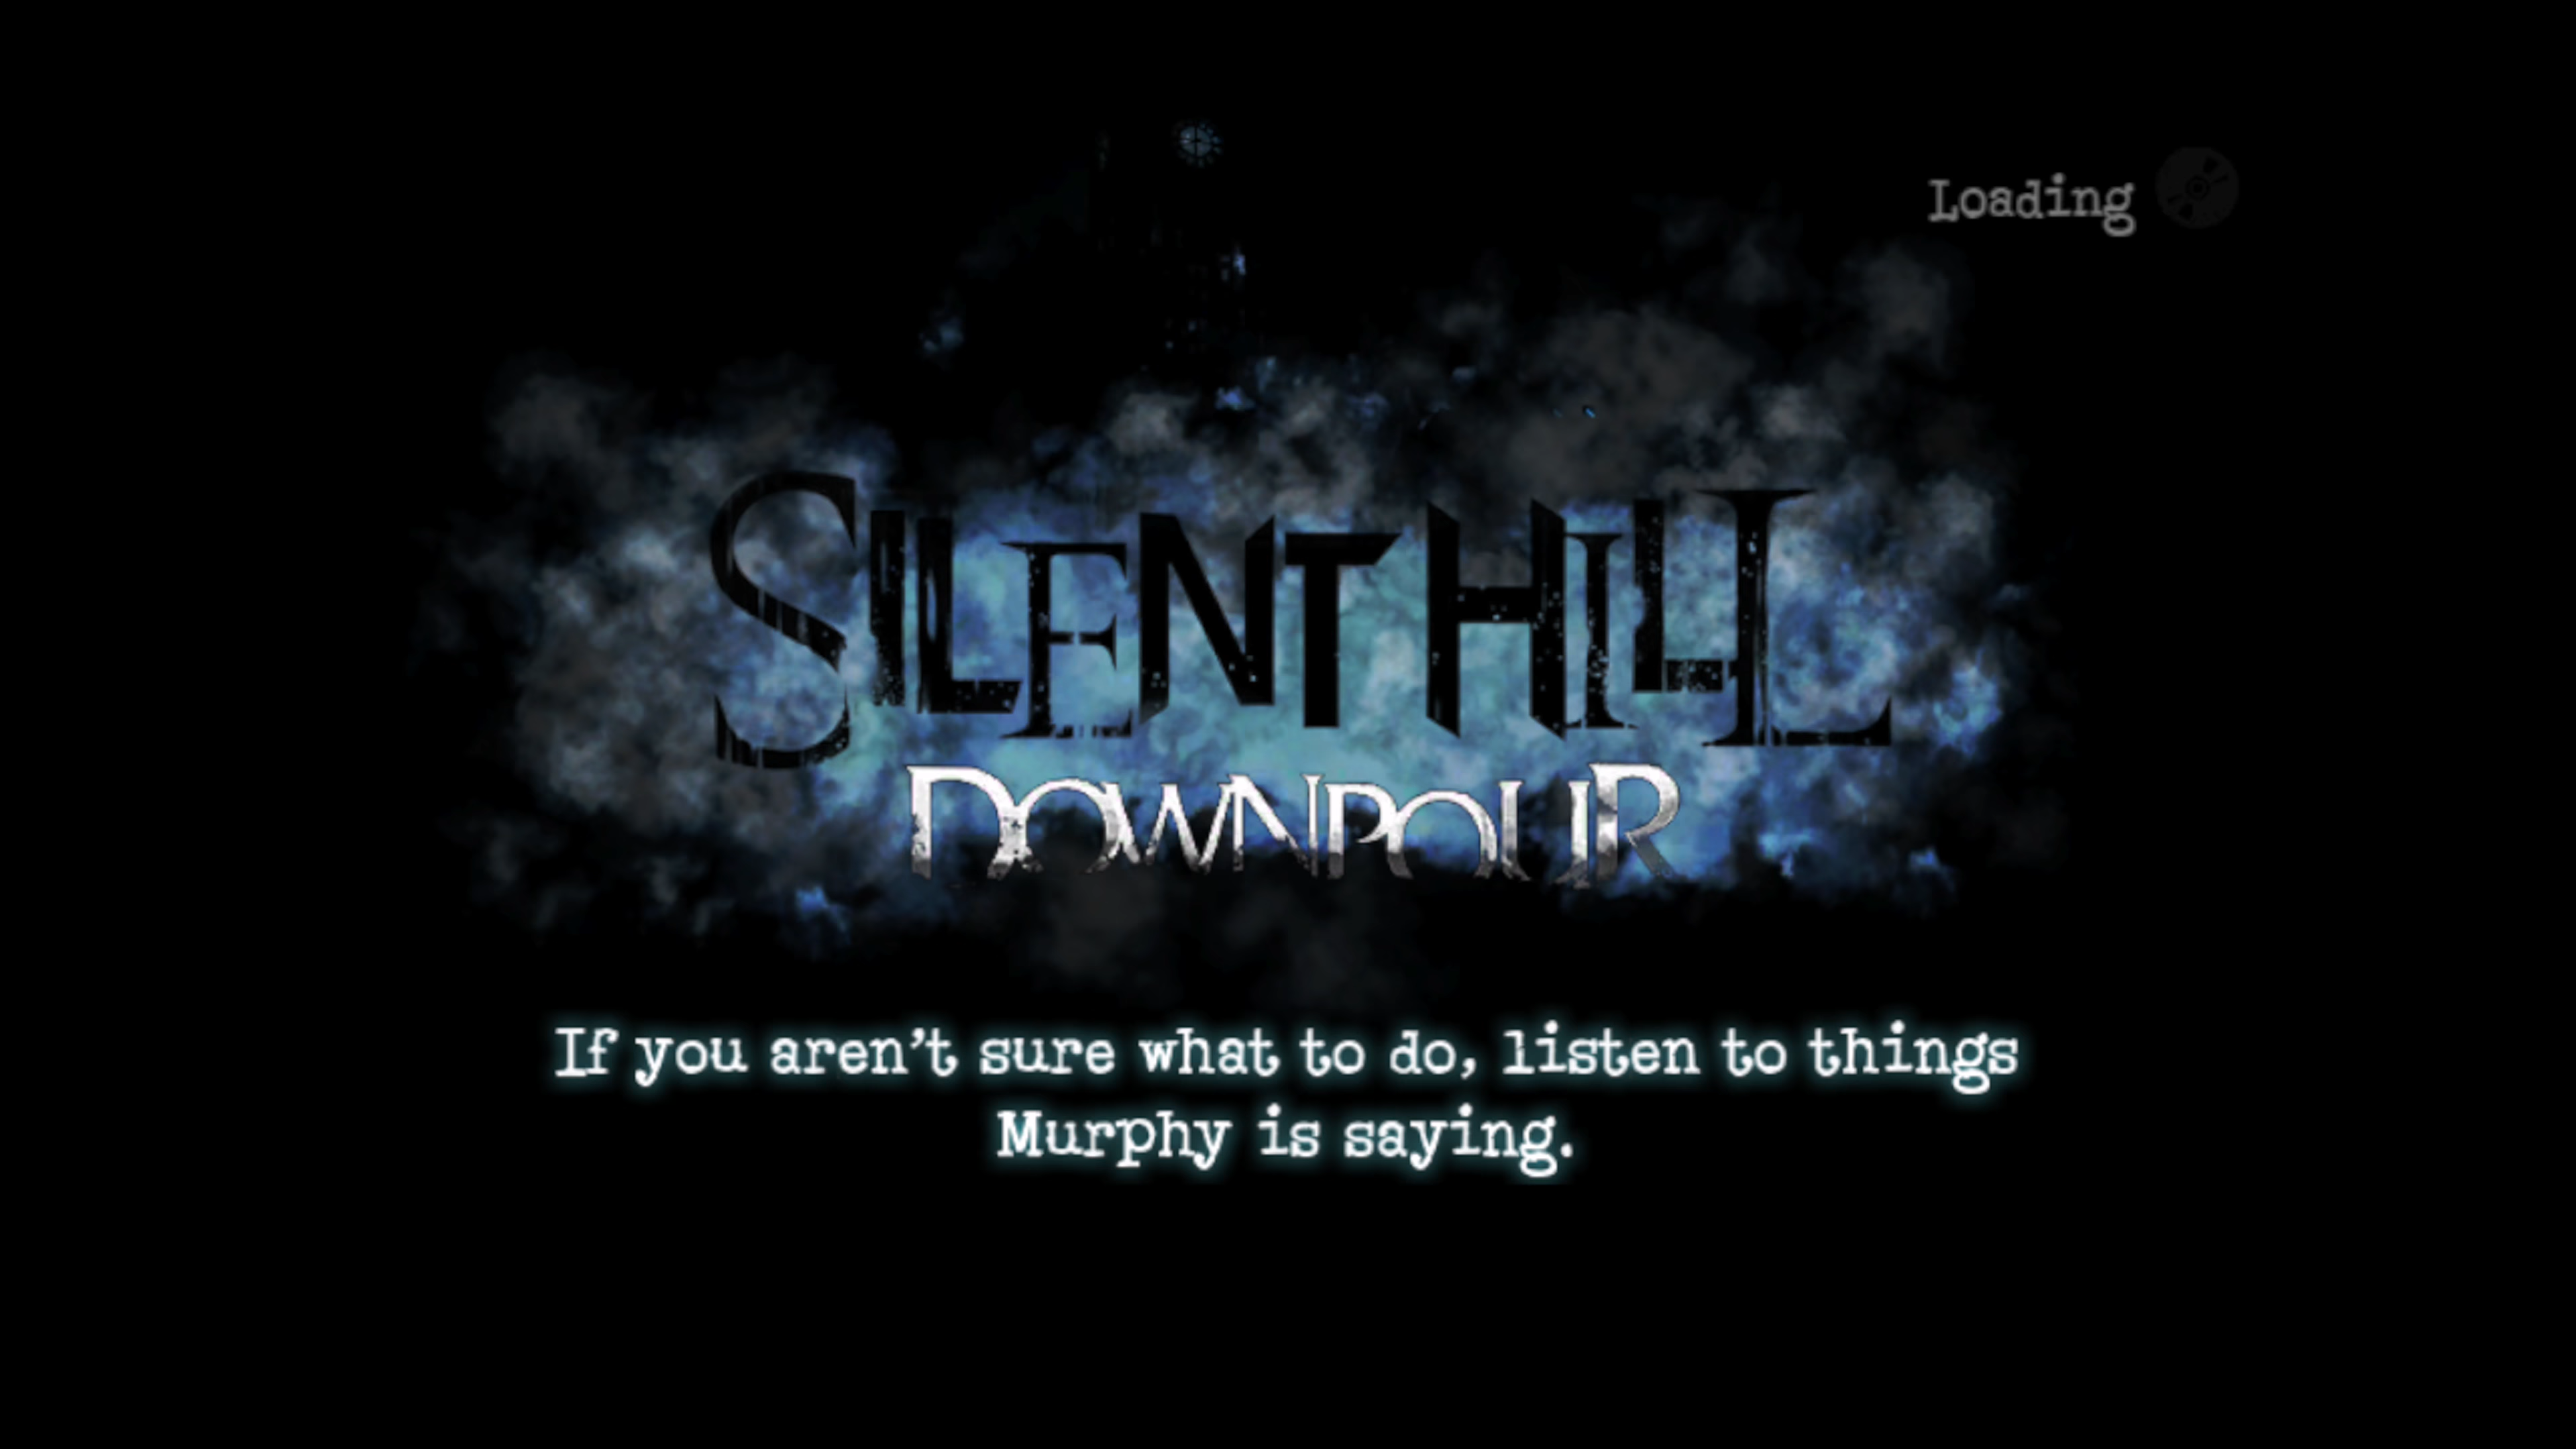 Loading
SILENT HILL
DOWNPOUR
If you aren't sure what to do, listen to things
Murphy is saying.